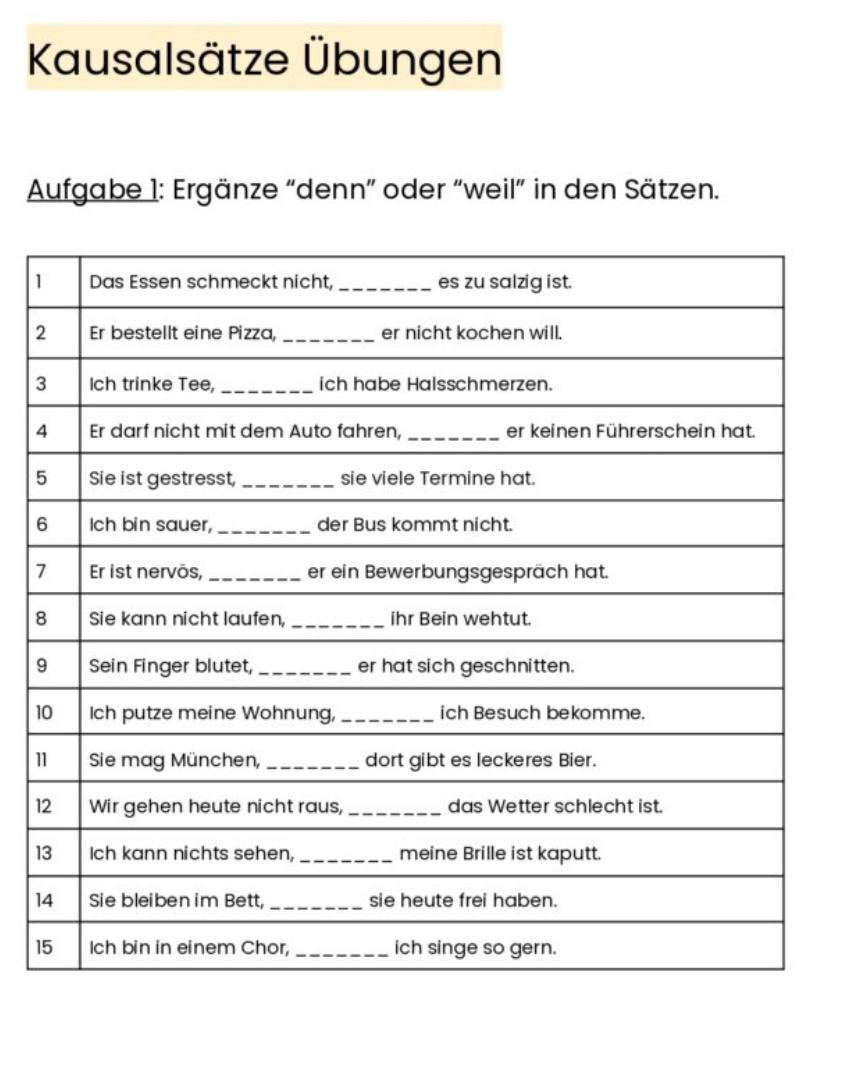 Kausalsätze Übungen
Aufgabe 1: Ergänze “denn” oder “weil” in den Sätzen.
1 Das Essen schmeckt nicht, _______ es zu salzig ist.
2 Er bestellt eine Pizza, _______ er nicht kochen will.
3 Ich trinke Tee, _______ ich habe Halsschmerzen.
4 Er darf nicht mit dem Auto fahren, _______ er keinen Führerschein hat.
5 Sie ist gestresst, _______ sie viele Termine hat.
6 Ich bin sauer, _______ der Bus kommt nicht.
7 Er ist nervös, _______ er ein Bewerbungsgespräch hat.
8 Sie kann nicht laufen, _______ ihr Bein wehtut.
9 Sein Finger blutet, _______ er hat sich geschnitten.
10 Ich putze meine Wohnung, _______ ich Besuch bekomme.
11 Sie mag München, _______ dort gibt es leckeres Bier.
12 Wir gehen heute nicht raus, _______ das Wetter schlecht ist.
13 Ich kann nichts sehen, _______ meine Brille ist kaputt.
14 Sie bleiben im Bett, _______ sie heute frei haben.
15 Ich bin in einem Chor, _______ ich singe so gern.